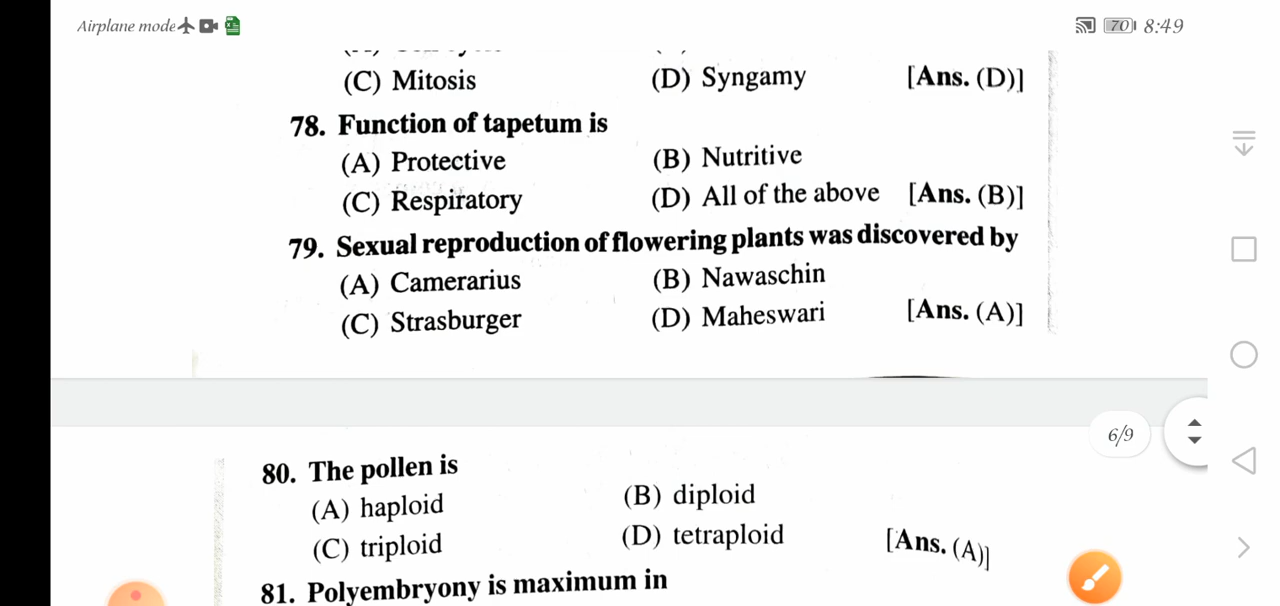 Airplane mode 70 8:49
(C) Mitosis (D) Syngamy [Ans. (D)]
78. Function of tapetum is
(A) Protective (B) Nutritive
(C) Respiratory (D) All of the above [Ans. (B)]
79. Sexual reproduction of flowering plants was discovered by
(A) Camerarius (B) Nawaschin
(C) Strasburger (D) Maheswari [Ans. (A)]
6/9
80. The pollen is
(A) haploid (B) diploid
(C) triploid (D) tetraploid [Ans. (A)]
81. Polyembryony is maximum in